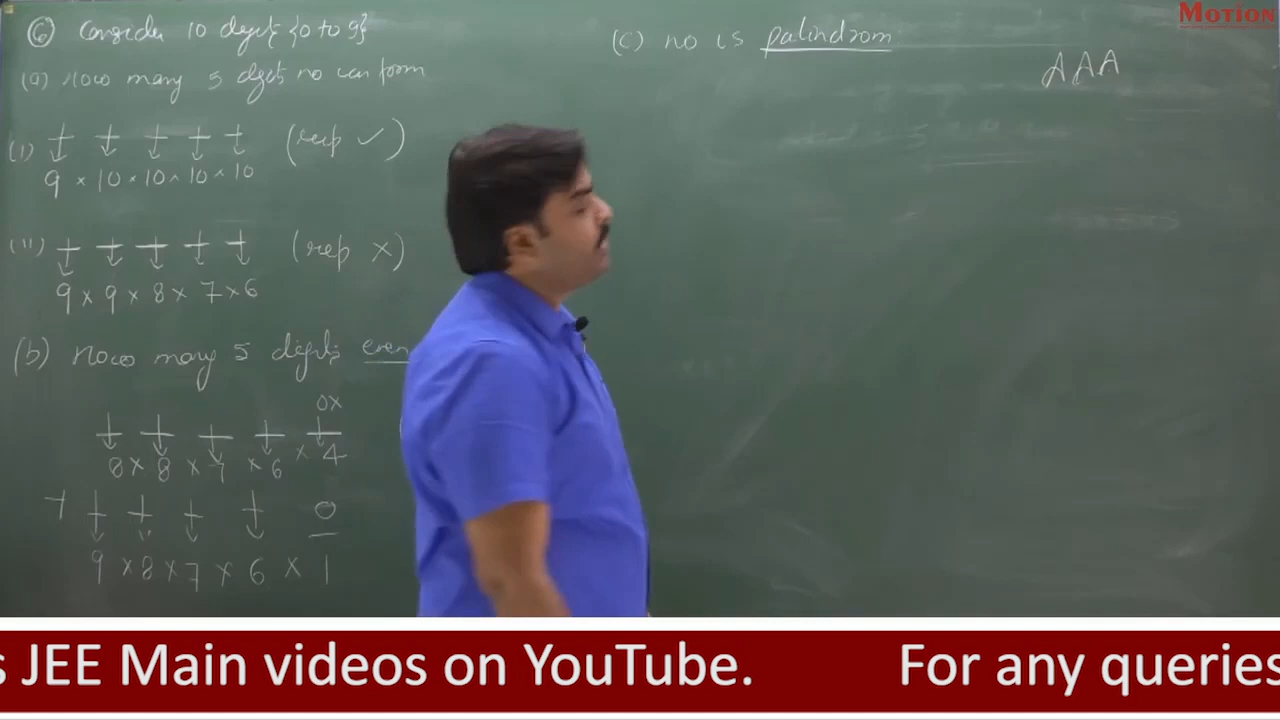 MOTION
⑥ Consider 10 digits {0 to 9}
(a) How many 5 digits no can form
(i) 9 × 10 × 10 × 10 × 10 (rep ✓)
(ii) 9 × 9 × 8 × 7 × 6 (rep ×)
(b) How many 5 digits even
0×
8 × 8 × 7 × 6 × 4
+ 0
9 × 8 × 7 × 6 × 1
(c) no is palindrom
AAA
s JEE Main videos on YouTube. For any queries